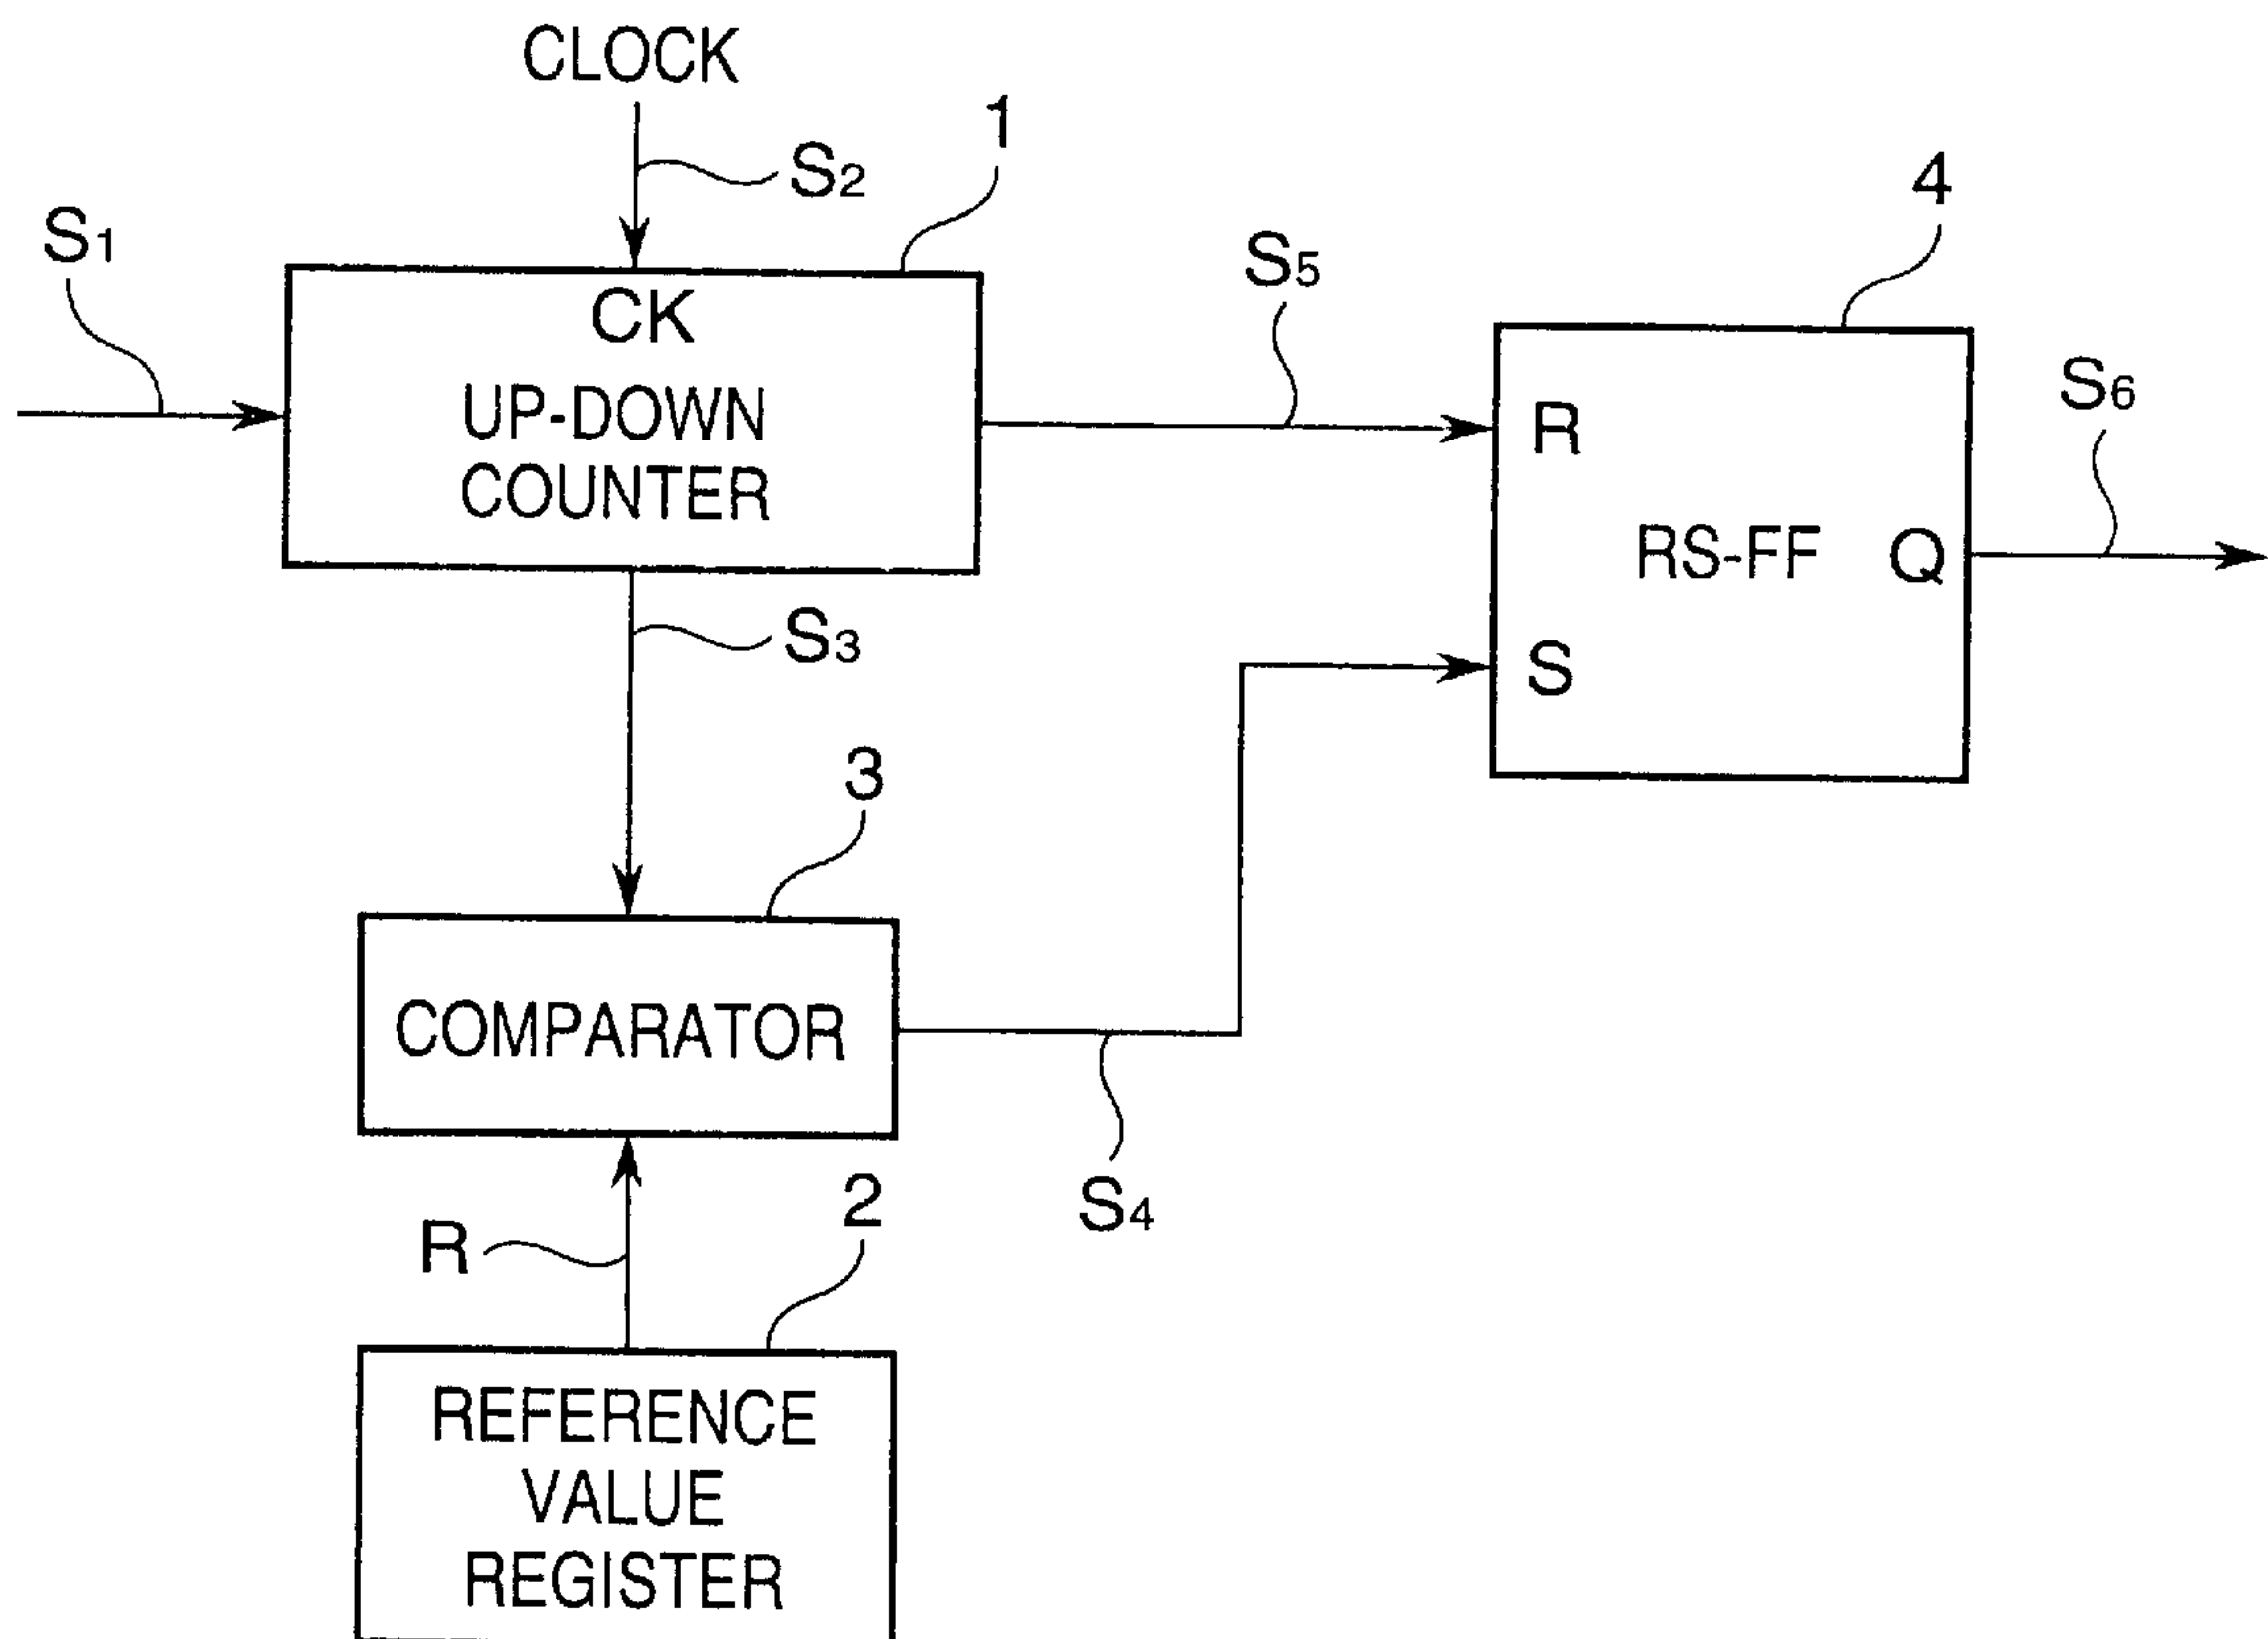 CLOCK
1
S2
4
S1
S5
CK
UP-DOWN
COUNTER
R
S6
RS-FF
Q
S3
S
3
COMPARATOR
2
S4
R
REFERENCE
VALUE
REGISTER